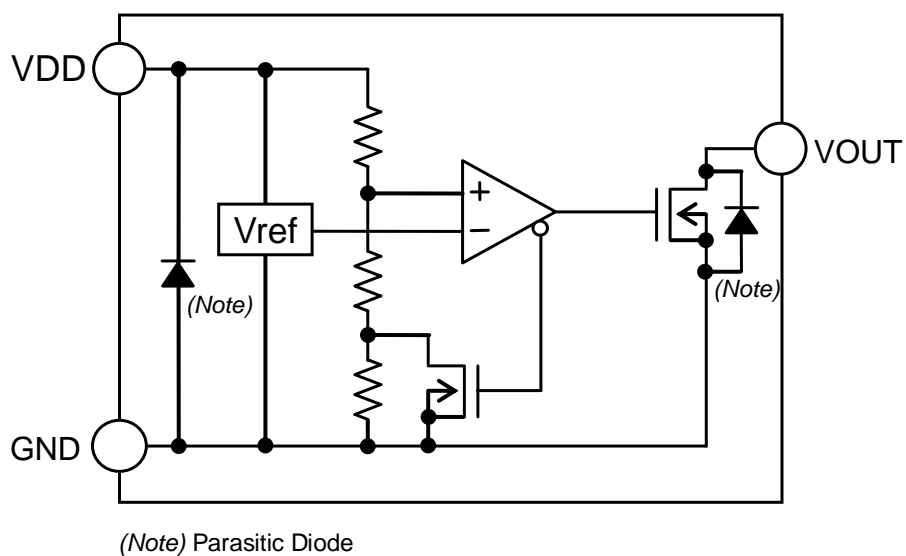 VDD
VOUT
+
Vref
−
(Note)
(Note)
GND
(Note) Parasitic Diode